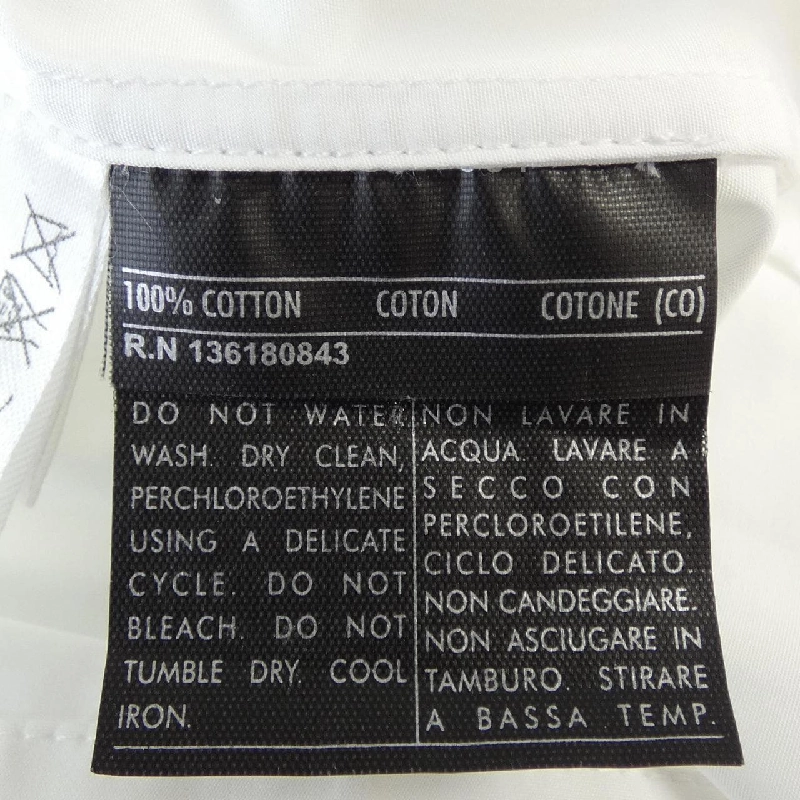 100% COTTON COTON COTONE (CO)
R.N 136180843
DO NOT WATER
WASH. DRY CLEAN,
PERCHLOROETHYLENE
USING A DELICATE
CYCLE. DO NOT
BLEACH. DO NOT
TUMBLE DRY. COOL
IRON.
NON LAVARE IN
ACQUA. LAVARE A
SECCO CON
PERCLOROETILENE,
CICLO DELICATO.
NON CANDEGGIARE.
NON ASCIUGARE IN
TAMBURO. STIRARE
A BASSA TEMP.